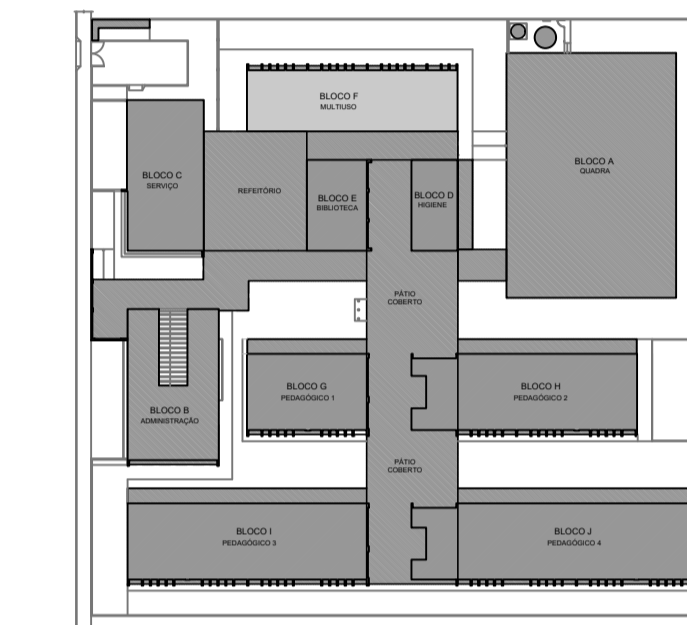 BLOCO F
MULTIUSO
BLOCO A
QUADRA
BLOCO C
SERVIÇO
REFEITÓRIO
BLOCO E
BIBLIOTECA
BLOCO D
HIGIENE
PÁTIO
COBERTO
BLOCO G
PEDAGÓGICO 1
BLOCO H
PEDAGÓGICO 2
BLOCO B
ADMINISTRAÇÃO
PÁTIO
COBERTO
BLOCO I
PEDAGÓGICO 3
BLOCO J
PEDAGÓGICO 4